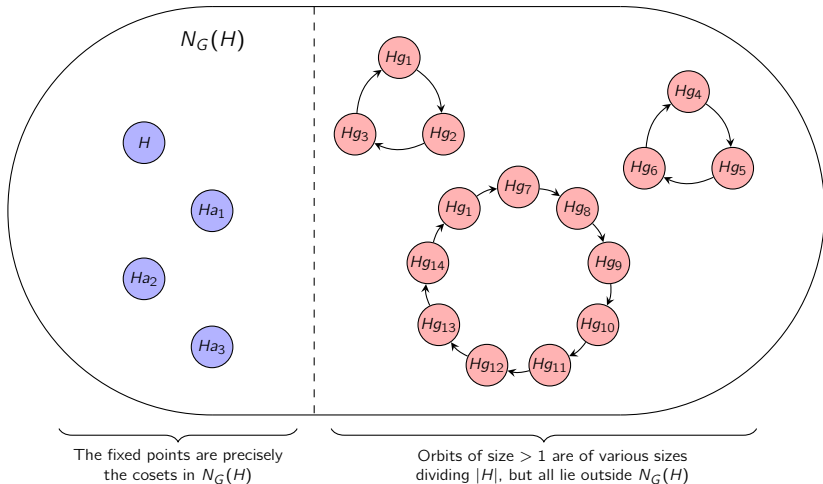 N_G(H)
H
Ha_1
Ha_2
Ha_3
Hg_1
Hg_2
Hg_3
Hg_4
Hg_5
Hg_6
Hg_7
Hg_8
Hg_9
Hg_10
Hg_11
Hg_12
Hg_13
Hg_14
Hg_1
The fixed points are precisely
the cosets in N_G(H)
Orbits of size > 1 are of various sizes
dividing |H|, but all lie outside N_G(H)